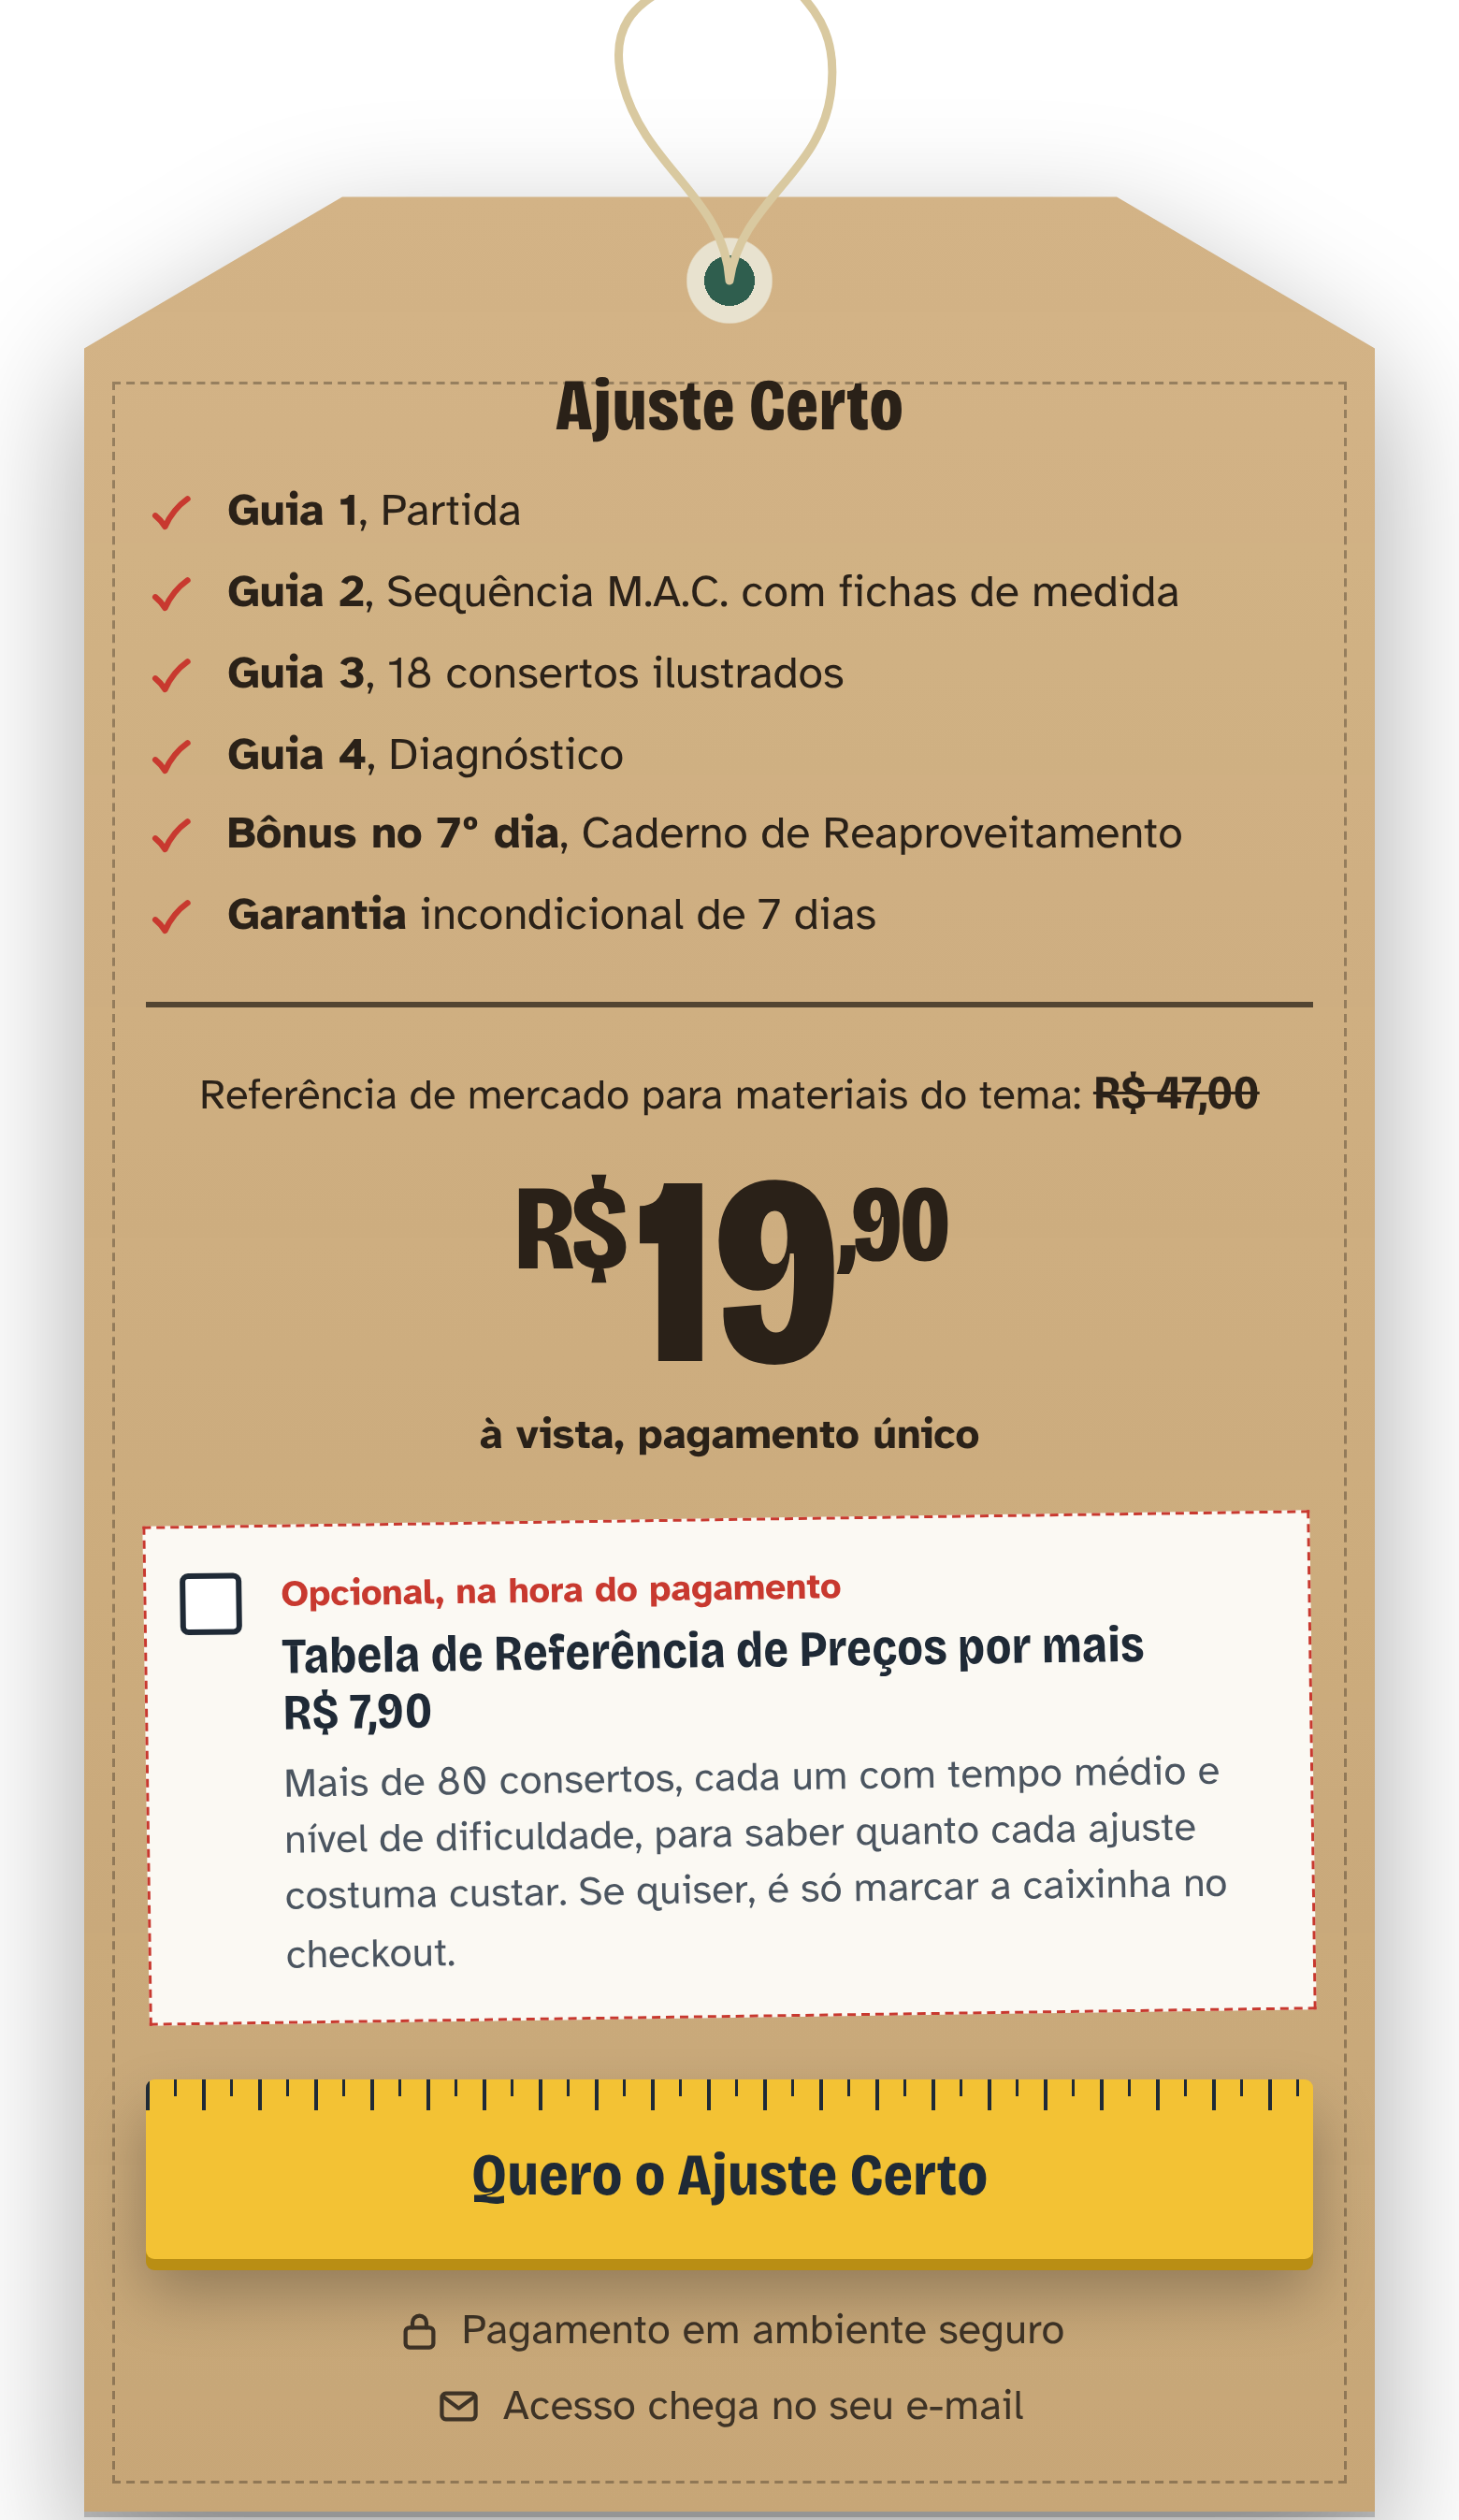 Ajuste Certo
Guia 1, Partida
Guia 2, Sequência M.A.C. com fichas de medida
Guia 3, 18 consertos ilustrados
Guia 4, Diagnóstico
Bônus no 7º dia, Caderno de Reaproveitamento
Garantia incondicional de 7 dias
Referência de mercado para materiais do tema: R$ 47,00
R$19,90
à vista, pagamento único
Opcional, na hora do pagamento
Tabela de Referência de Preços por mais
R$ 7,90
Mais de 80 consertos, cada um com tempo médio e
nível de dificuldade, para saber quanto cada ajuste
costuma custar. Se quiser, é só marcar a caixinha no
checkout.
Quero o Ajuste Certo
Pagamento em ambiente seguro
Acesso chega no seu e-mail